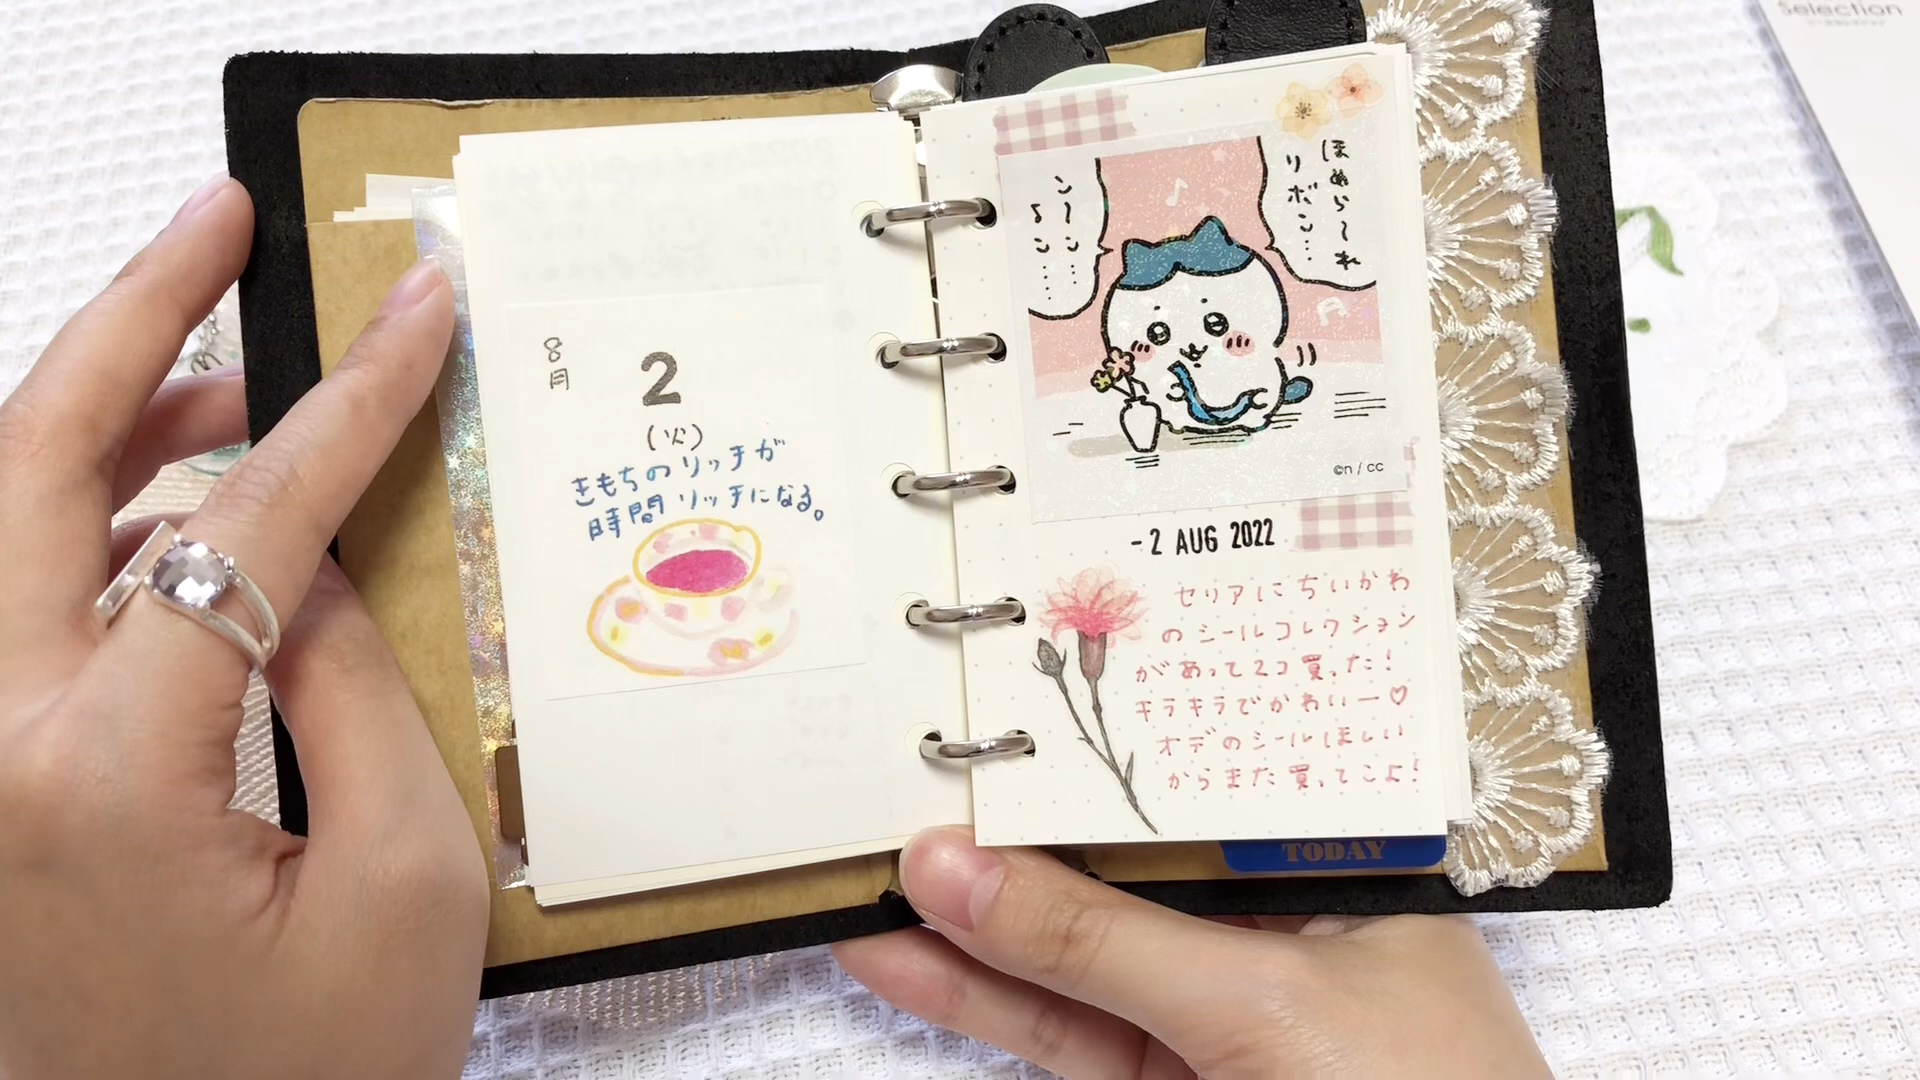 8月
2
(火)
きもちのリッチが
時間リッチになる。
ほめら〜れ
リボン…
ン〜ン…
♪ン…
©n / cc
-2 AUG 2022
セリアにちいかわ
のシールコレクション
があって2コ買った!
キラキラでかわいー♡
オデのシールほしい
からまた買ってこよ!
TODAY
Selection